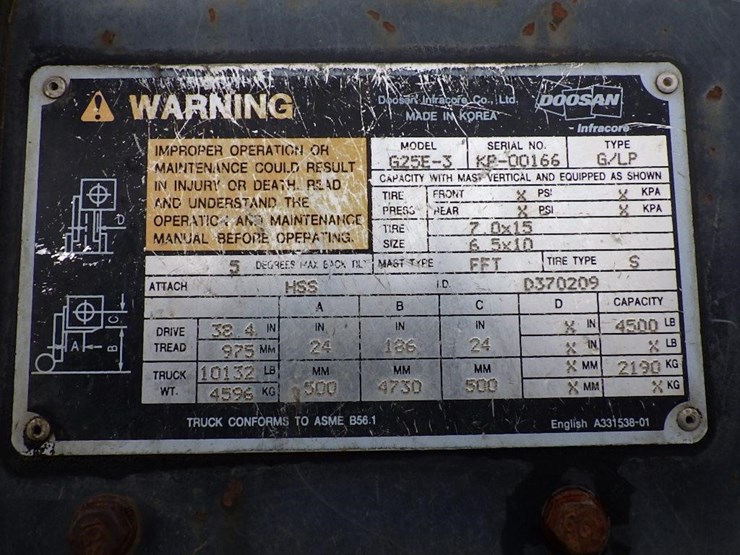 WARNING
Doosan Infracore Co., Ltd.
MADE IN KOREA
DOOSAN
Infracore
IMPROPER OPERATION OR
MAINTENANCE COULD RESULT
IN INJURY OR DEATH. READ
AND UNDERSTAND THE
OPERATION AND MAINTENANCE
MANUAL BEFORE OPERATING.
MODEL SERIAL NO. TYPE
G25E-3 KP-00166 G/LP
CAPACITY WITH MAST VERTICAL AND EQUIPPED AS SHOWN
TIRE FRONT X PSI X KPA
PRESS REAR X PSI X KPA
TIRE 7.0x15
SIZE 6.5x10
5 DEGREES MAX BACK TILT MAST TYPE FFT TIRE TYPE S
ATTACH HSS I.D. D370209
A B C D CAPACITY
DRIVE 38.4 IN IN IN IN X IN 4500 LB
TREAD 975 MM 24 186 24 X IN X LB
TRUCK 10132 LB MM MM MM X MM 2190 KG
WT. 4596 KG 500 4730 500 X MM X KG
TRUCK CONFORMS TO ASME B56.1
English A331538-01
D
C
A
B